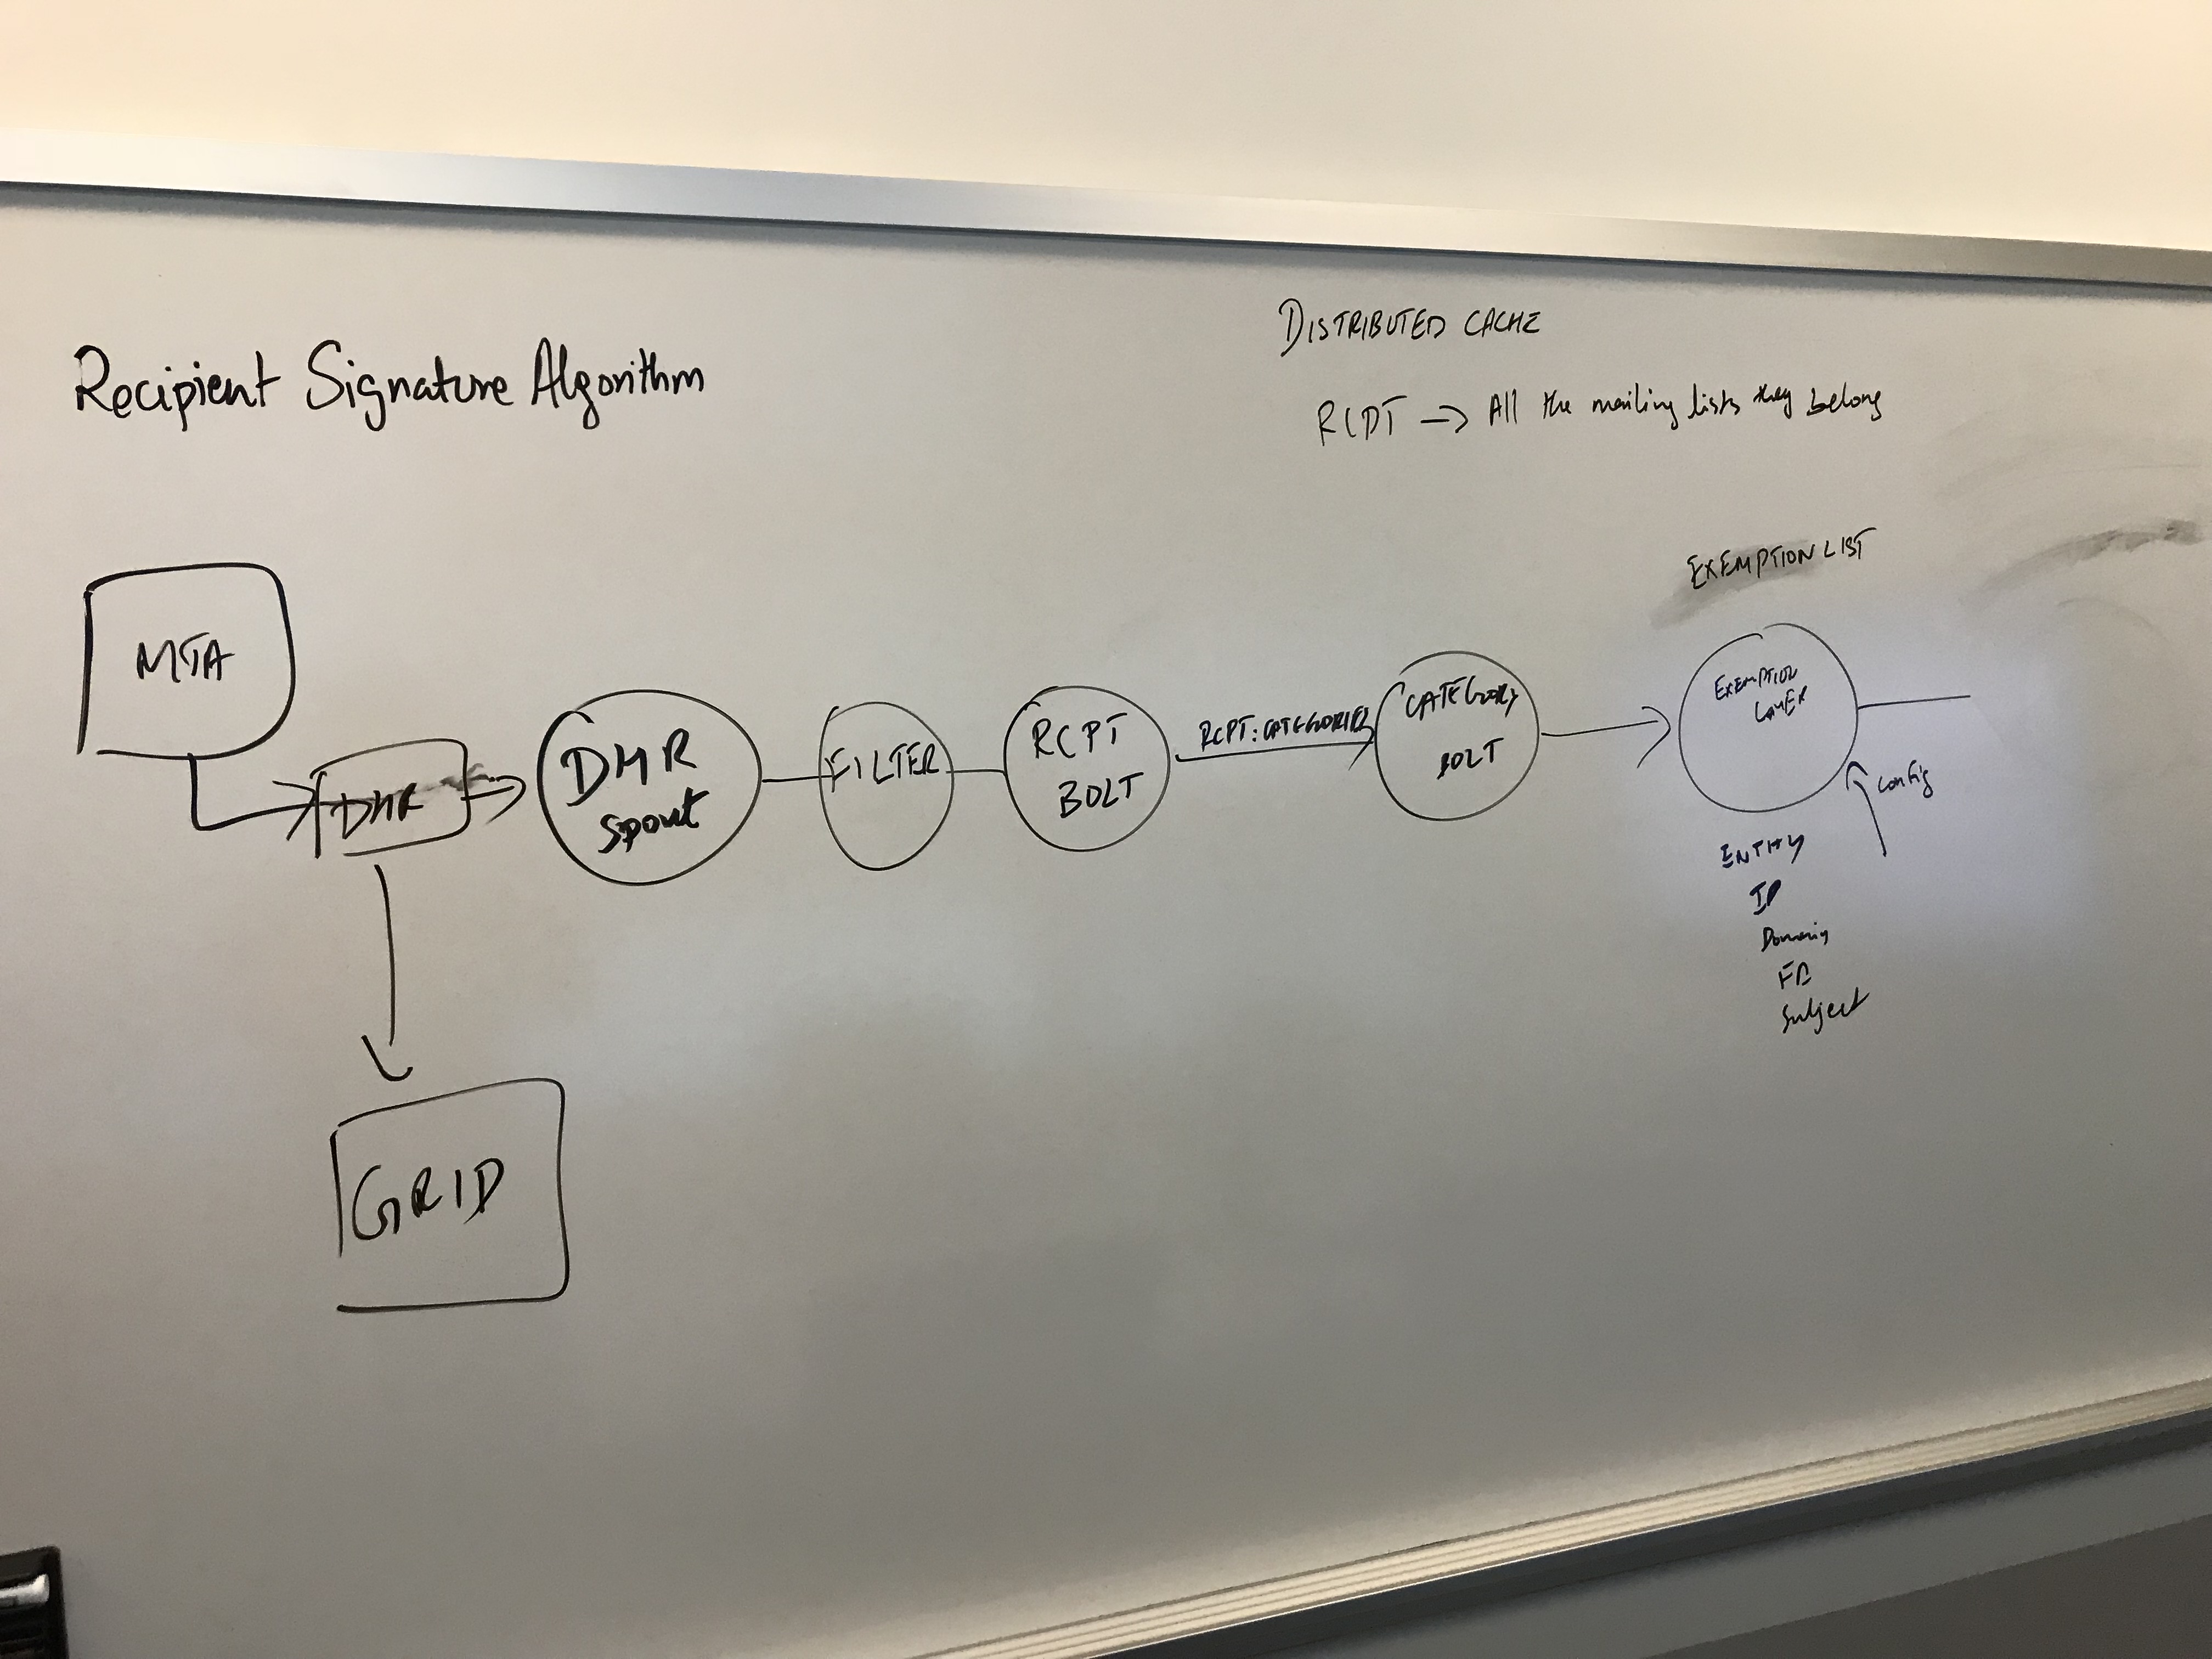 Recipient Signature Algorithm
DISTRIBUTED CACHE
RCPT -> All the mailing lists they belong
EXEMPTION LIST
MTA
DMR
DMR
Spout
FILTER
RCPT
BOLT
RCPT:CATEGORIES
CATEGORY
BOLT
EXEMPTION
LAYER
config
ENTITY
IP
Domain
Subject
GRID